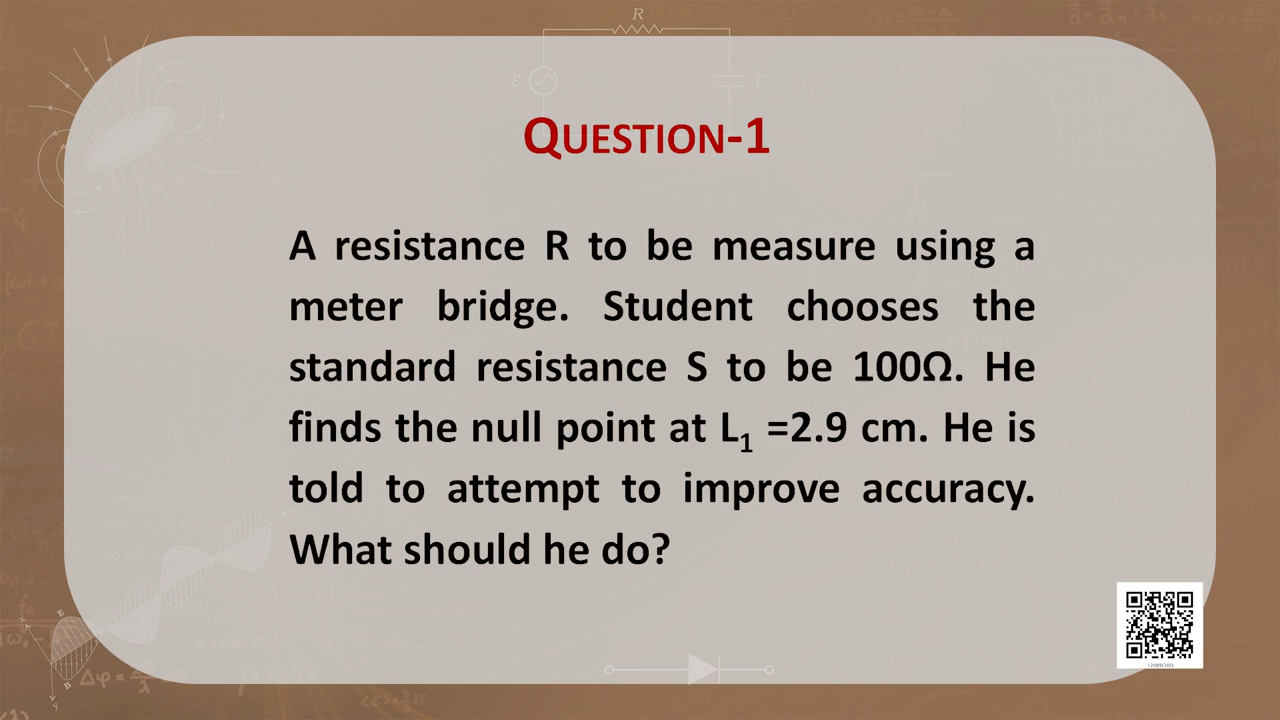 R
ε
C
QUESTION-1
A resistance R to be measure using a
meter bridge. Student chooses the
standard resistance S to be 100Ω. He
finds the null point at L₁ =2.9 cm. He is
told to attempt to improve accuracy.
What should he do?
12089CH03
E
B
Δφ =